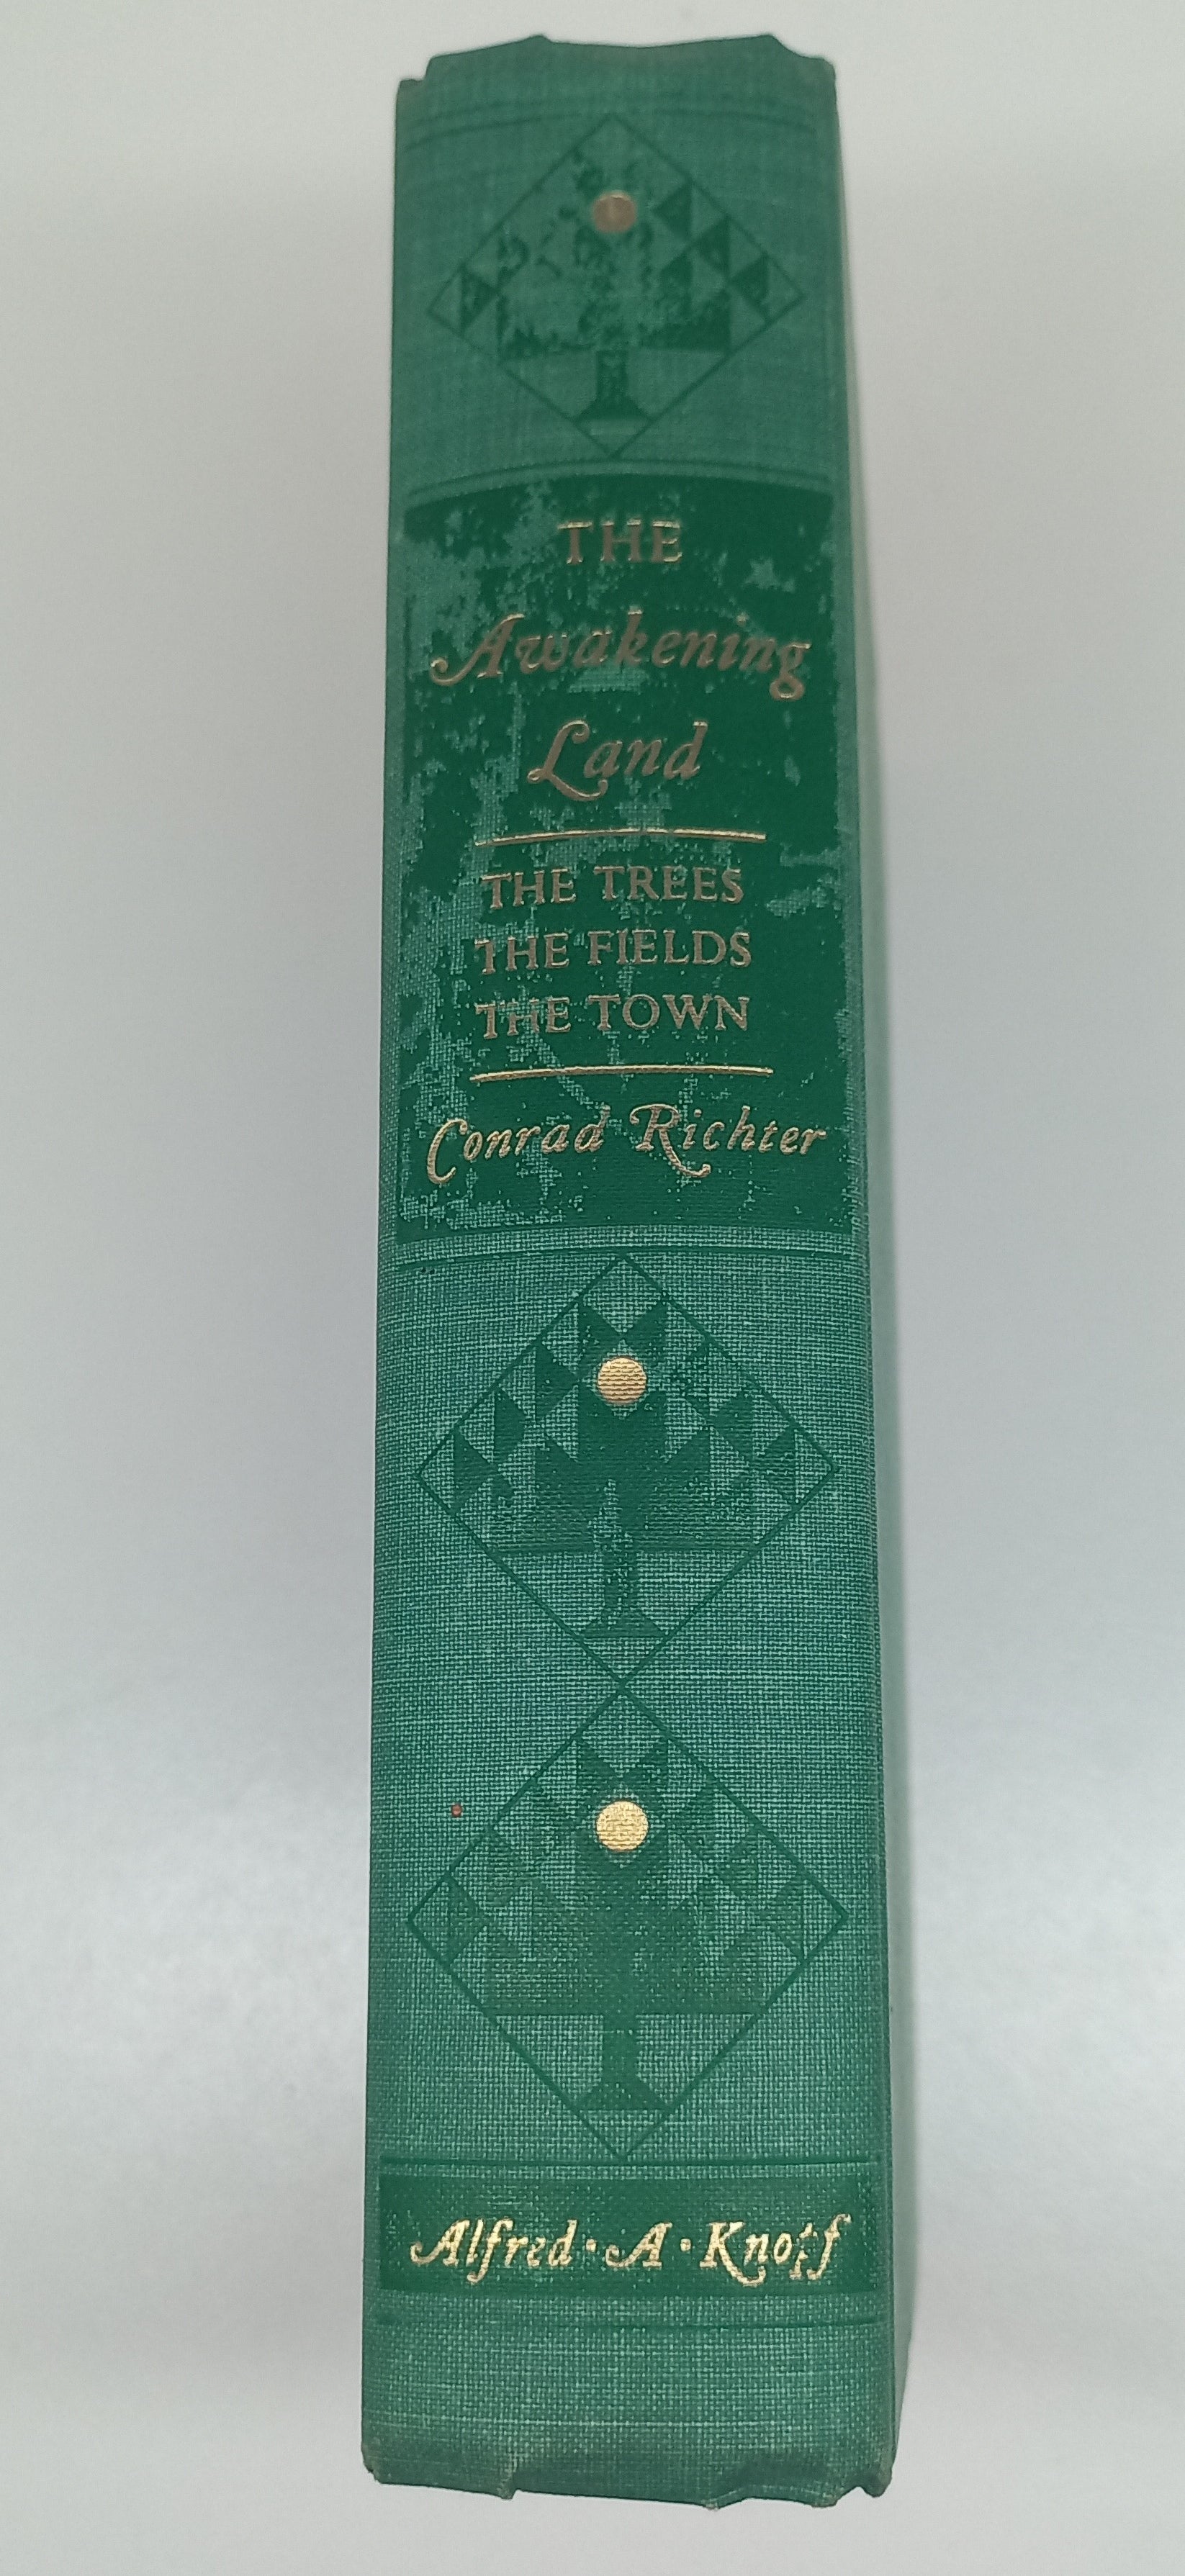 THE
Awakening
Land
THE TREES
THE FIELDS
THE TOWN
Conrad Richter
Alfred · A · Knopf